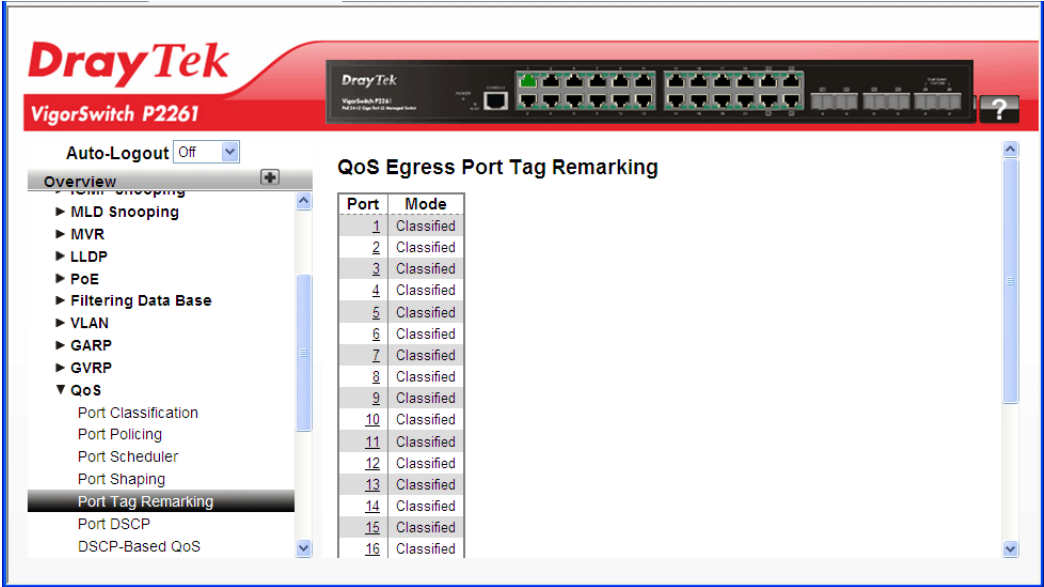 DrayTek
VigorSwitch P2261
DrayTek
VigorSwitch P2261
POWER
CONSOLE
?
Auto-Logout Off
Overview
IGMP Snooping
MLD Snooping
MVR
LLDP
PoE
Filtering Data Base
VLAN
GARP
GVRP
QoS
Port Classification
Port Policing
Port Scheduler
Port Shaping
Port Tag Remarking
Port DSCP
DSCP-Based QoS
QoS Egress Port Tag Remarking
Port Mode
1 Classified
2 Classified
3 Classified
4 Classified
5 Classified
6 Classified
7 Classified
8 Classified
9 Classified
10 Classified
11 Classified
12 Classified
13 Classified
14 Classified
15 Classified
16 Classified